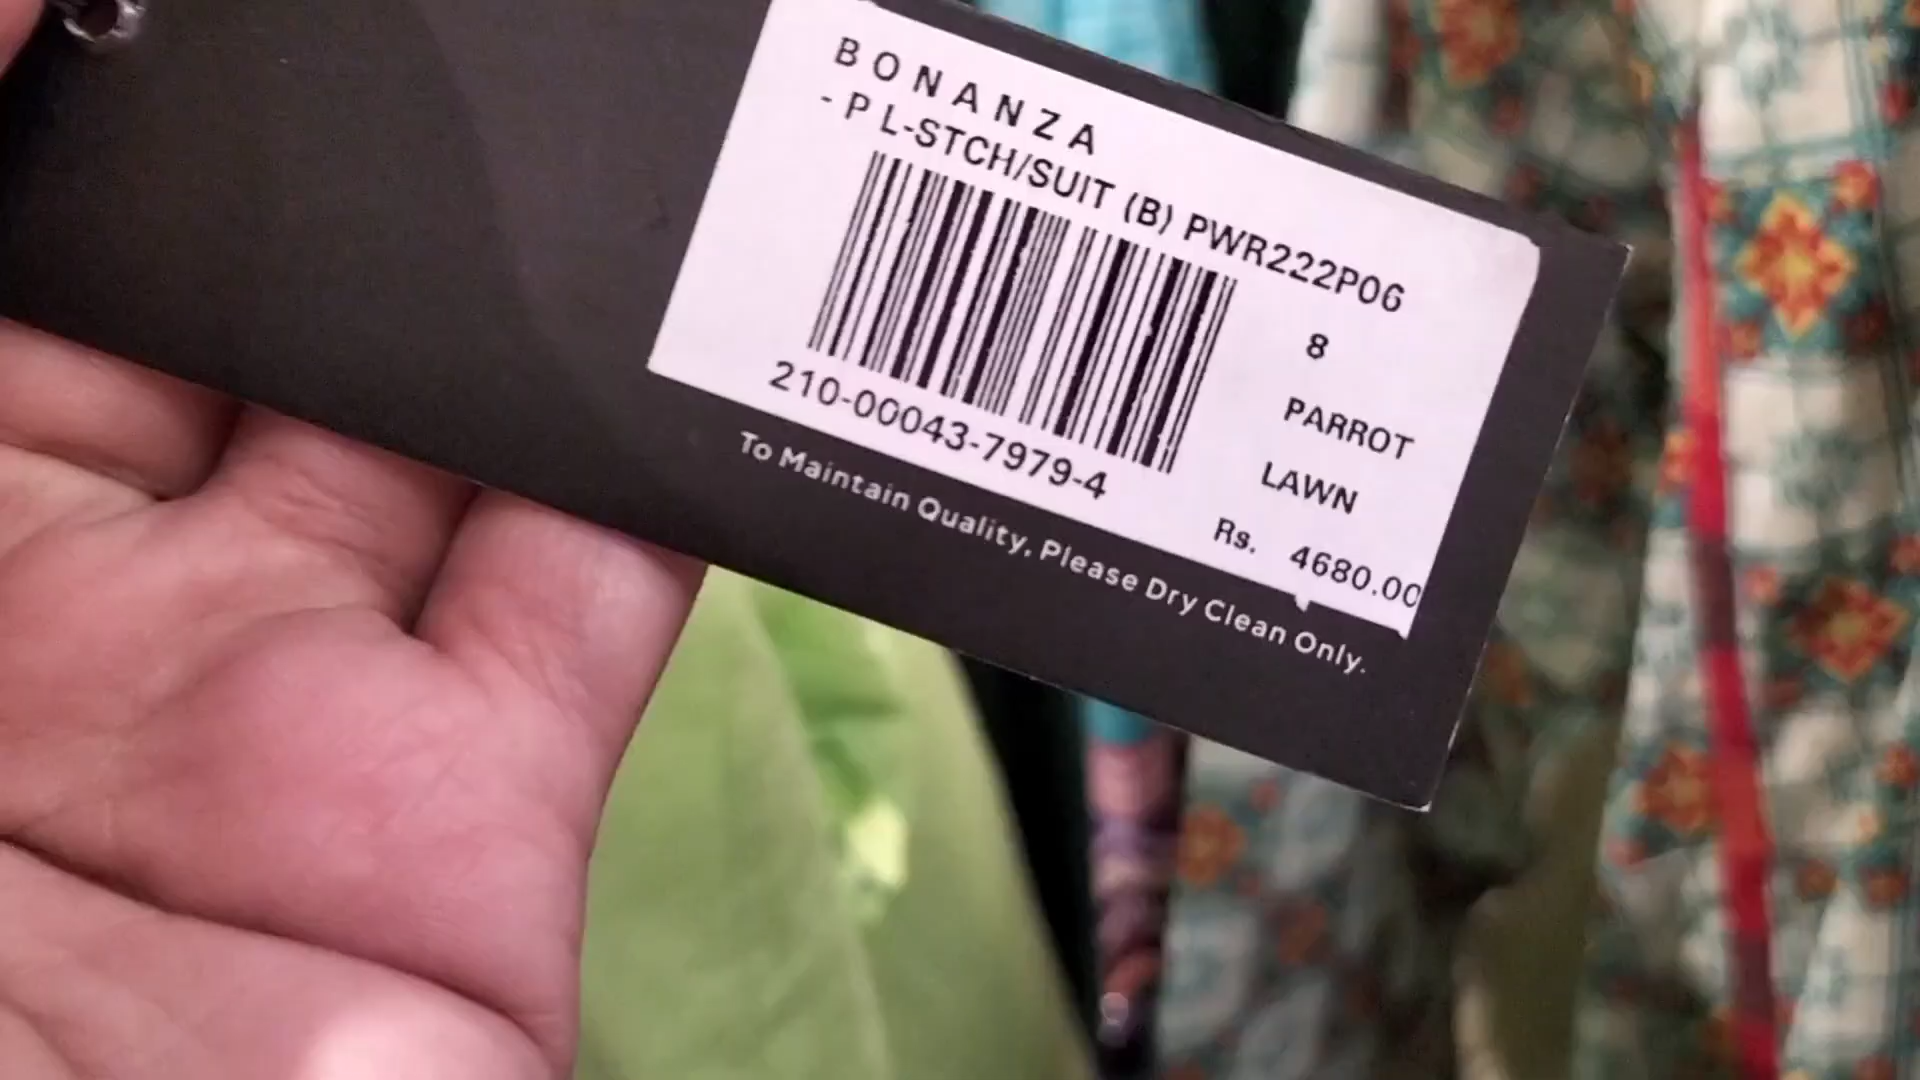 BONANZA
- P L-STCH/SUIT (B) PWR222P06
8
PARROT
LAWN
Rs. 4680.00
210-00043-7979-4
To Maintain Quality, Please Dry Clean Only.